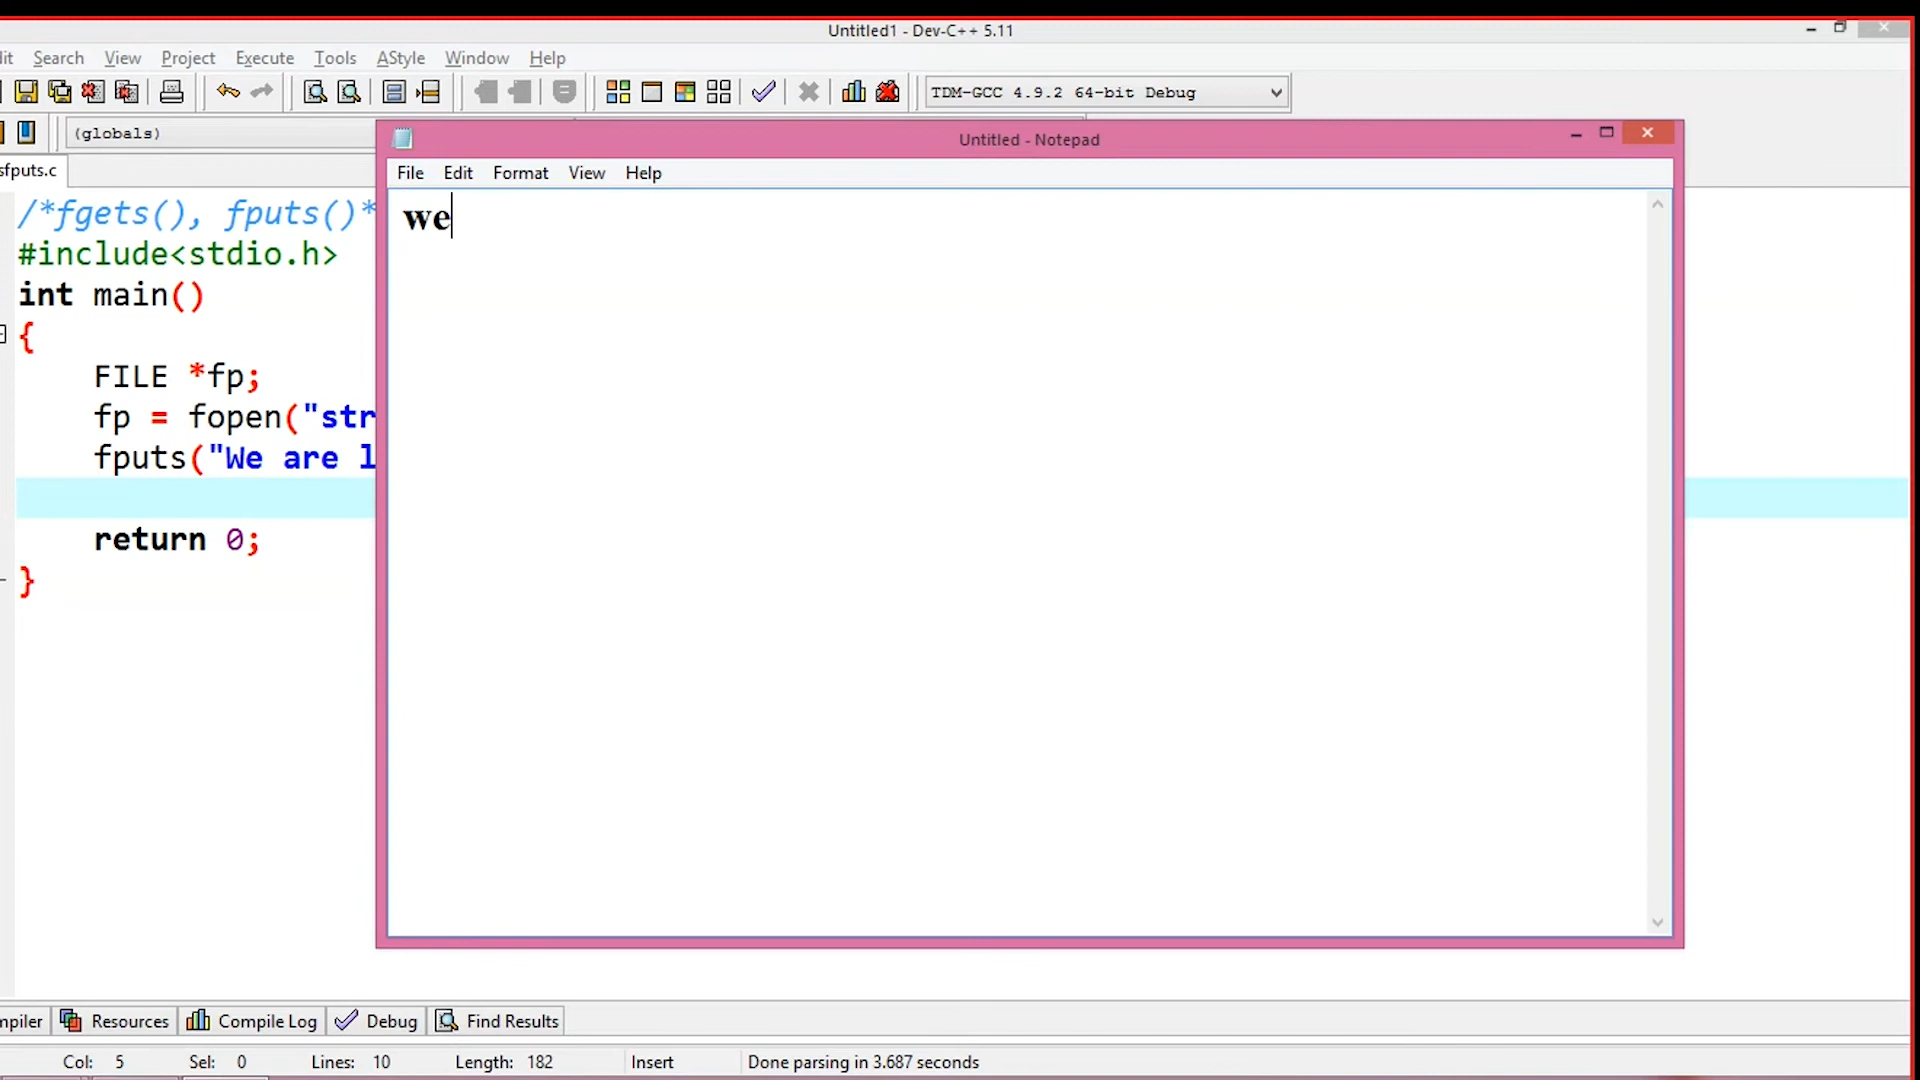 Untitled1 - Dev-C++ 5.11
Search View Project Execute Tools AStyle Window Help
TDM-GCC 4.9.2 64-bit Debug
(globals)
Untitled - Notepad
sfputs.c
File Edit Format View Help
/*fgets(), fputs()*
we
#include<stdio.h>
int main()
{
FILE *fp;
fp = fopen("str
fputs("We are l
return 0;
}
Resources Compile Log Debug Find Results
Col: 5 Sel: 0 Lines: 10 Length: 182 Insert Done parsing in 3.687 seconds